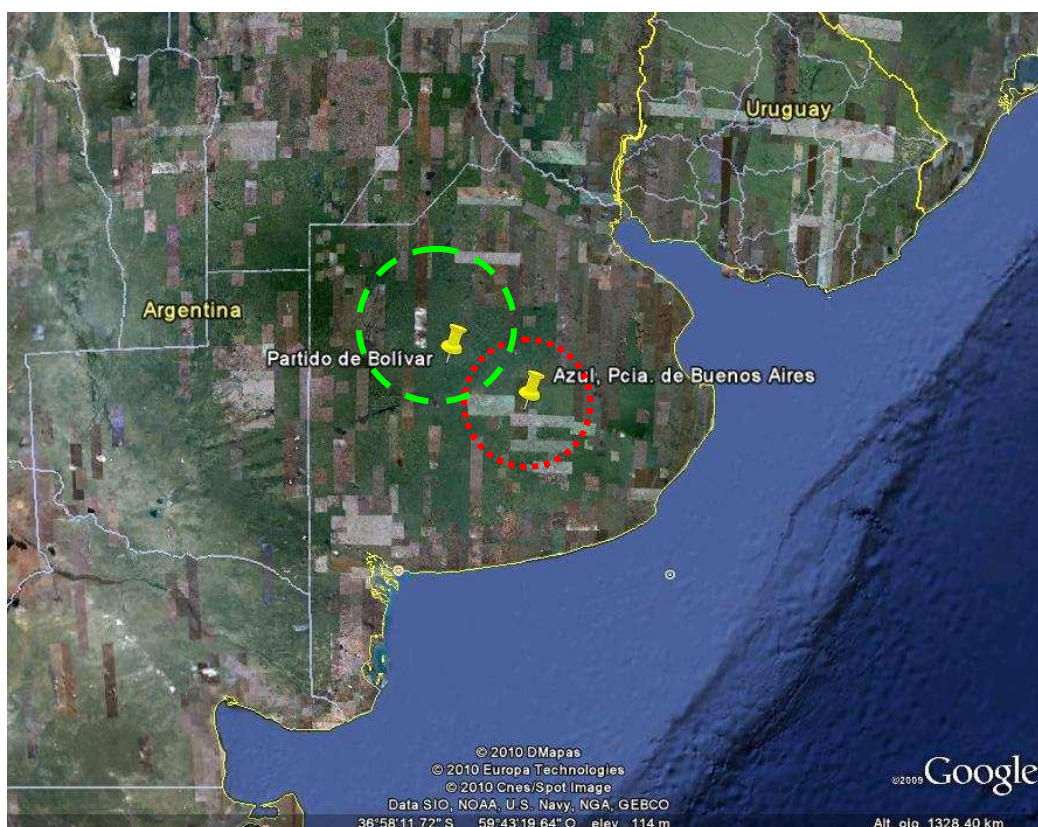 Uruguay
Argentina
Partido de Bolívar
Azul, Pcia. de Buenos Aires
© 2010 DMapas
© 2010 Europa Technologies
© 2010 Cnes/Spot Image
Data SIO, NOAA, U.S. Navy, NGA, GEBCO
©2009 Google
36°58'11.72" S 59°43'19.64" O elev. 114 m Alt. ojo 1328.40 km